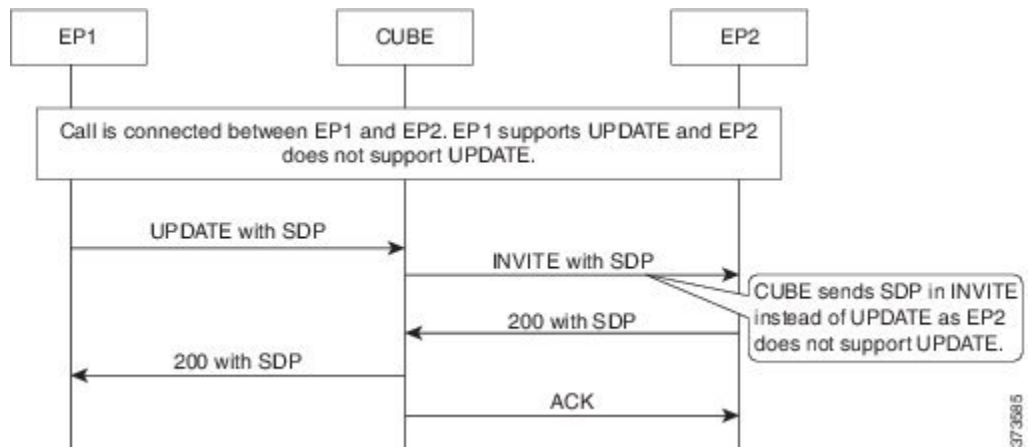 EP1
CUBE
EP2
Call is connected between EP1 and EP2. EP1 supports UPDATE and EP2
does not support UPDATE.
UPDATE with SDP
INVITE with SDP
CUBE sends SDP in INVITE
instead of UPDATE as EP2
does not support UPDATE.
200 with SDP
200 with SDP
ACK
373585